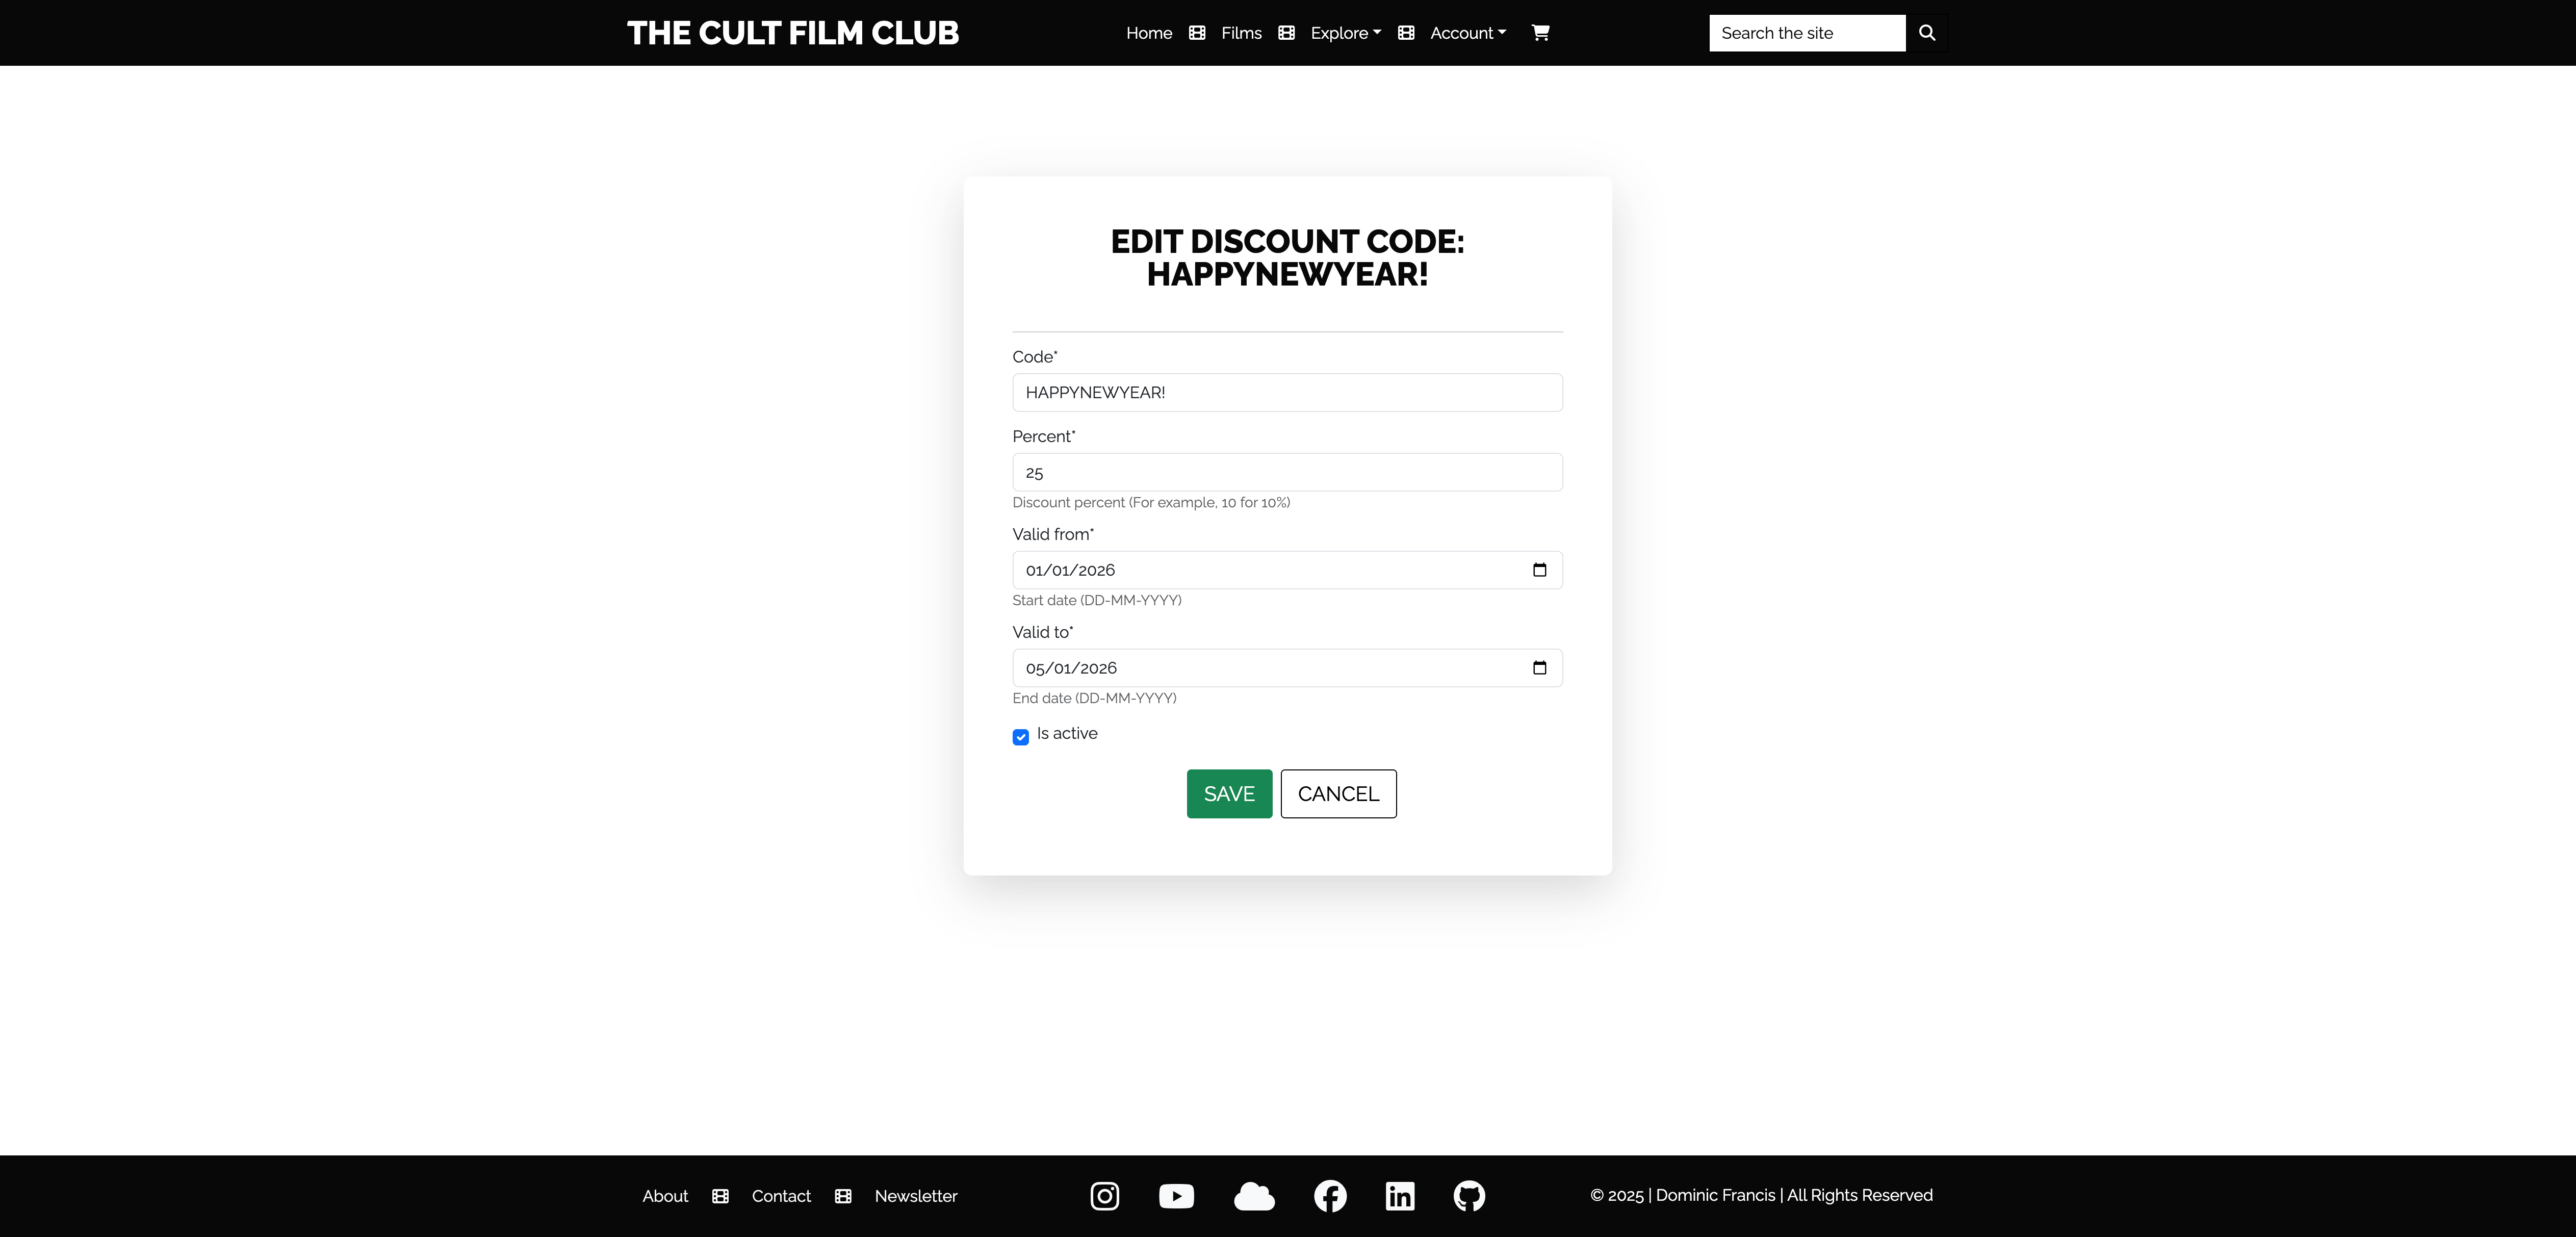 THE CULT FILM CLUB
Home Films Explore Account
Search the site
EDIT DISCOUNT CODE:
HAPPYNEWYEAR!
Code*
HAPPYNEWYEAR!
Percent*
25
Discount percent (For example, 10 for 10%)
Valid from*
01/01/2026
Start date (DD-MM-YYYY)
Valid to*
05/01/2026
End date (DD-MM-YYYY)
Is active
SAVE CANCEL
About Contact Newsletter
© 2025 | Dominic Francis | All Rights Reserved